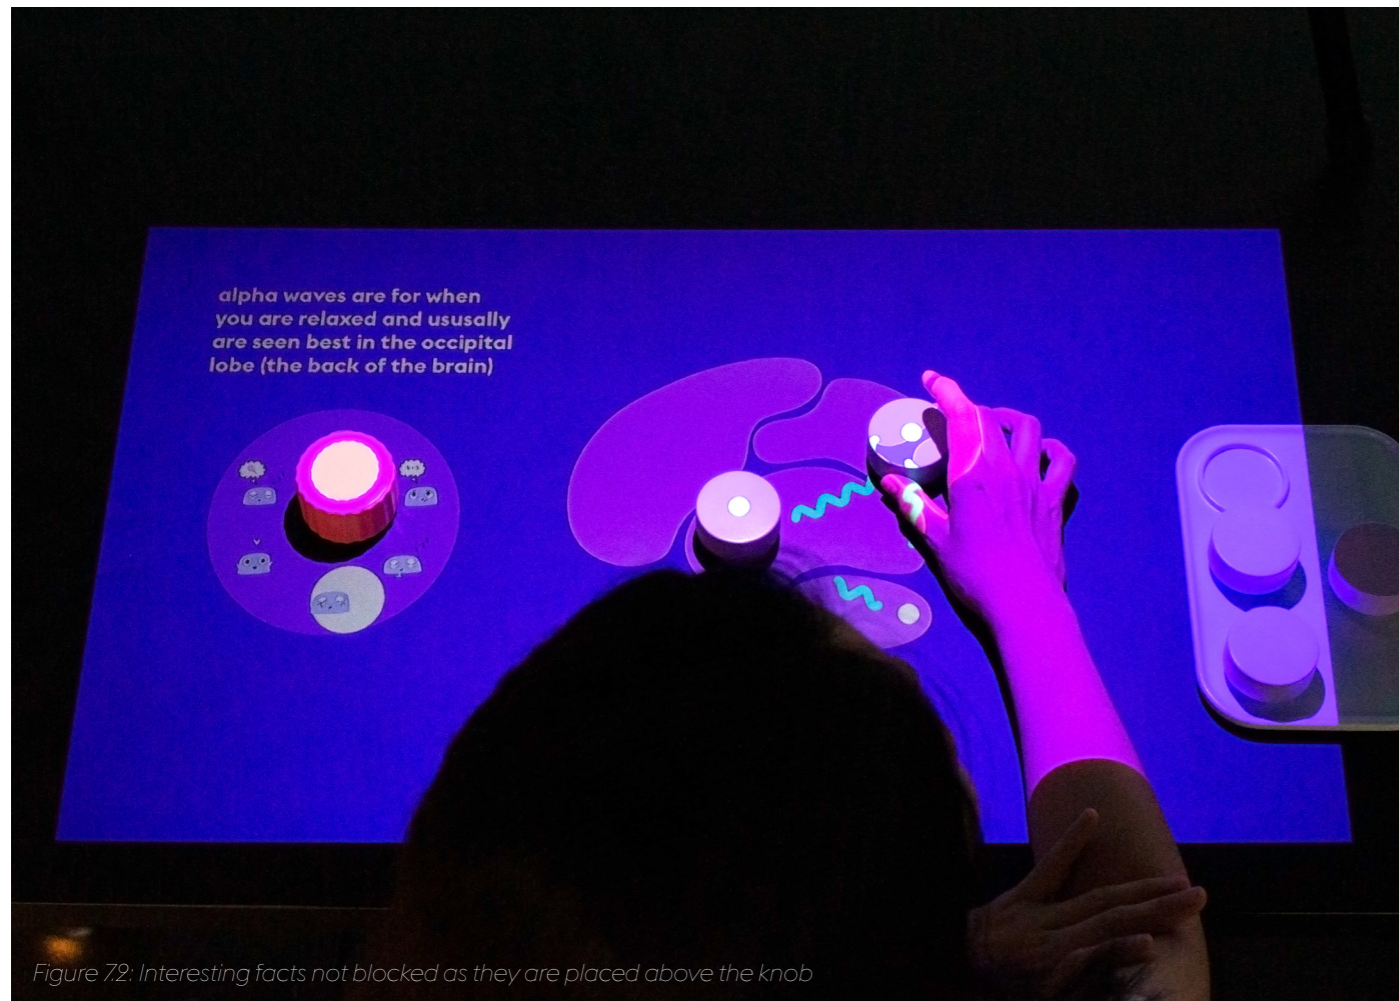 alpha waves are for when
you are relaxed and ususally
are seen best in the occipital
lobe (the back of the brain)
Figure 7.2: Interesting facts not blocked as they are placed above the knob